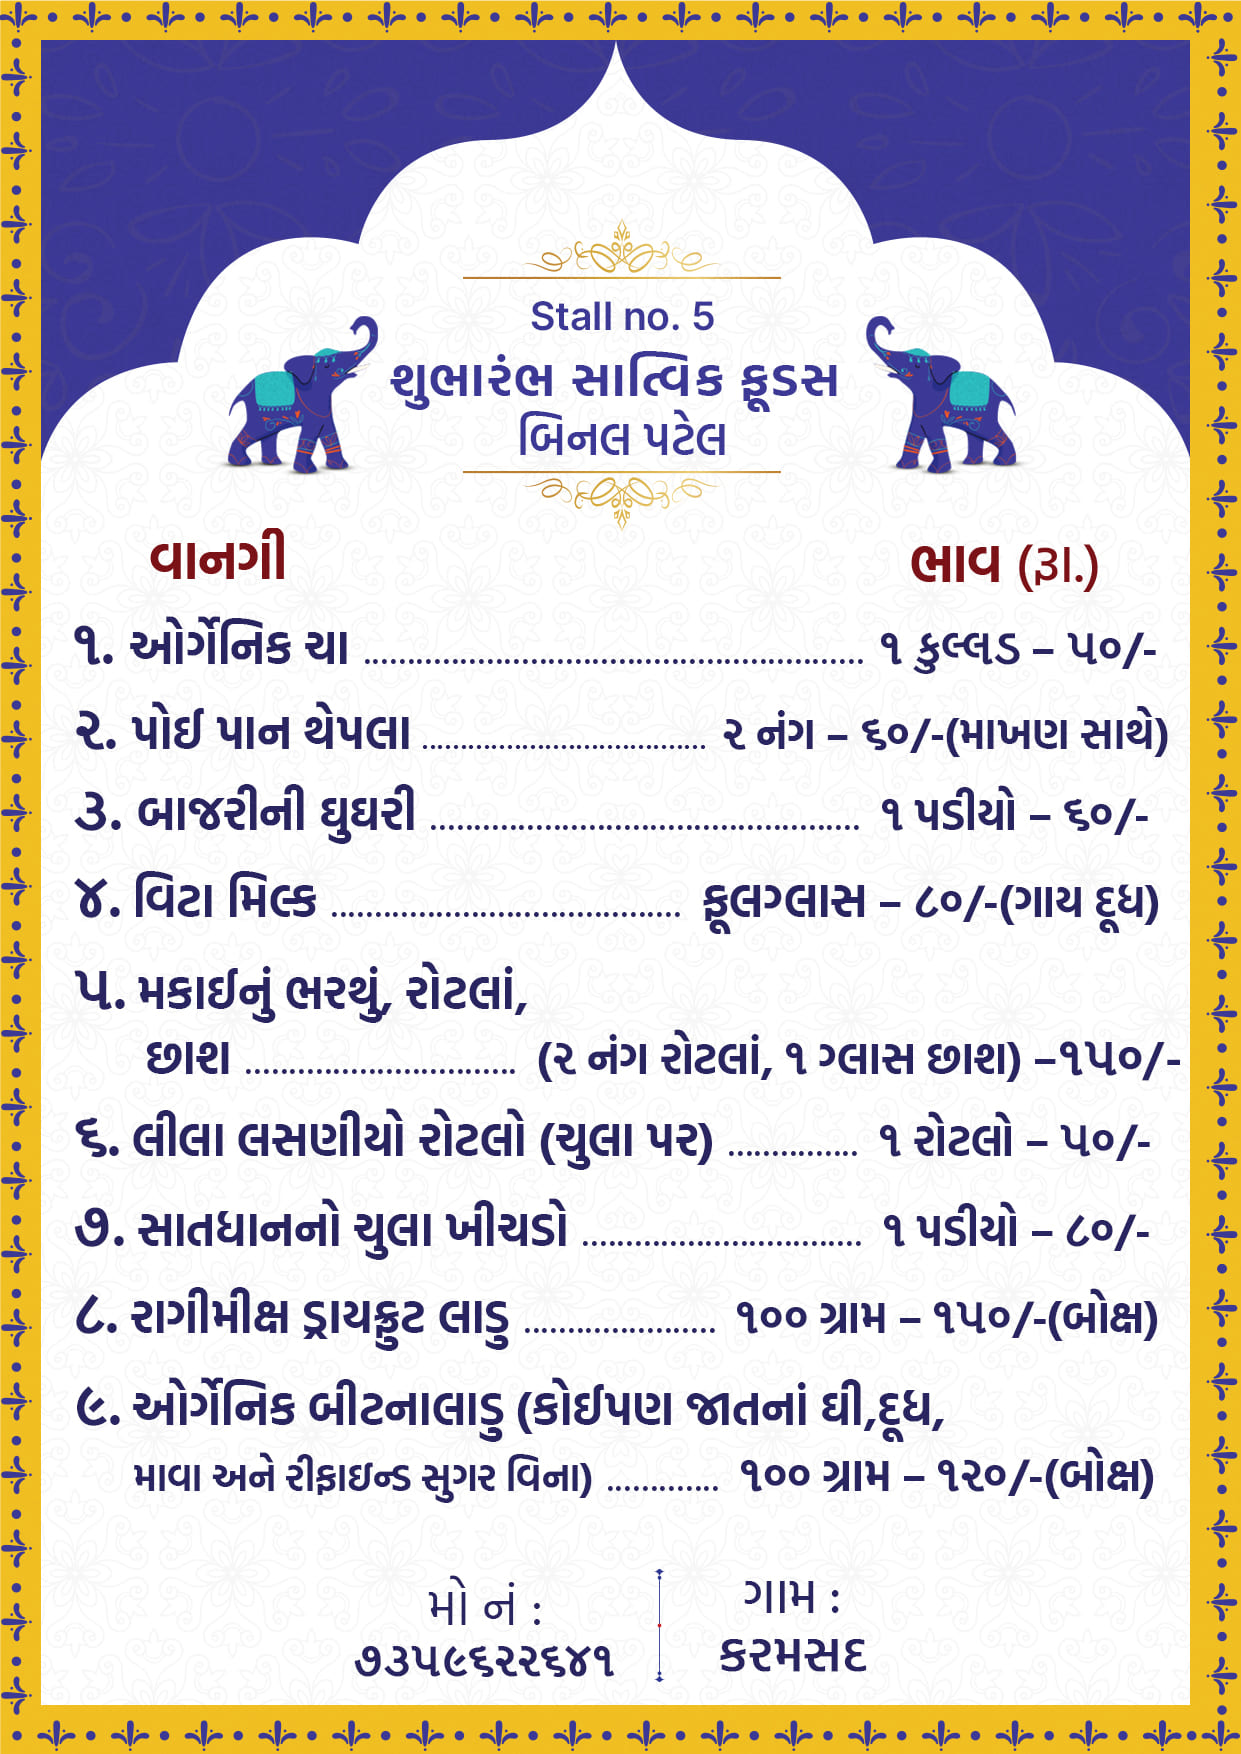 Stall no. 5
શુભારંભ સાત્વિક ફૂડસ
બિનલ પટેલ
વાનગી ભાવ (રૂા.)
૧. ઓર્ગેનિક ચા ........................................................ ૧ કુલ્લડ – ૫૦/-
૨. પોઈ પાન થેપલા ..................................... ૨ નંગ – ૬૦/-(માખણ સાથે)
૩. બાજરીની ઘુઘરી ................................................. ૧ પડીયો – ૬૦/-
૪. વિટા મિલ્ક ........................................ ફૂલગ્લાસ – ૮૦/-(ગાય દૂધ)
૫. મકાઈનું ભરથું, રોટલાં,
છાશ ............................... (૨ નંગ રોટલાં, ૧ ગ્લાસ છાશ) –૧૫૦/-
૬. લીલા લસણીયો રોટલો (ચુલા પર) ............... ૧ રોટલો – ૫૦/-
૭. સાતધાનનો ચુલા ખીચડો ................................ ૧ પડીયો – ૮૦/-
૮. રાગીમીક્ષ ડ્રાયફ્રુટ લાડુ ...................... ૧૦૦ ગ્રામ – ૧૫૦/-(બોક્ષ)
૯. ઓર્ગેનિક બીટનાલાડુ (કોઈપણ જાતનાં ઘી,દૂધ,
માવા અને રીફાઇન્ડ સુગર વિના) ............. ૧૦૦ ગ્રામ – ૧૨૦/-(બોક્ષ)
મો નં :
૭૩૫૯૬૨૨૬૪૧
ગામ :
કરમસદ